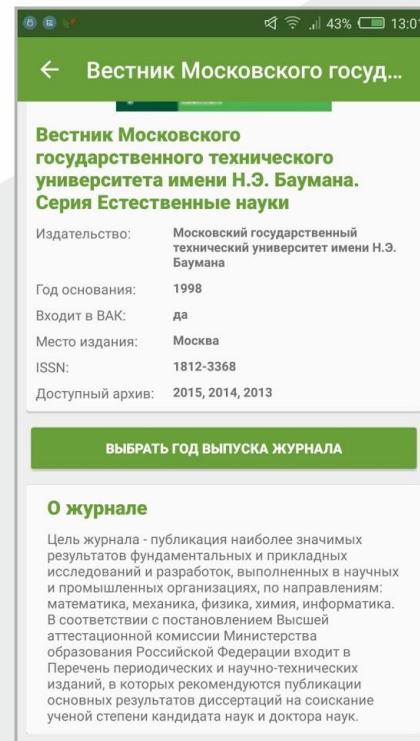 43% 13:01
Вестник Московского госуд...
Вестник Московского
государственного технического
университета имени Н.Э. Баумана.
Серия Естественные науки
Издательство: Московский государственный
технический университет имени Н.Э.
Баумана
Год основания: 1998
Входит в ВАК: да
Место издания: Москва
ISSN: 1812-3368
Доступный архив: 2015, 2014, 2013
ВЫБРАТЬ ГОД ВЫПУСКА ЖУРНАЛА
О журнале
Цель журнала - публикация наиболее значимых
результатов фундаментальных и прикладных
исследований и разработок, выполненных в научных
и промышленных организациях, по направлениям:
математика, механика, физика, химия, информатика.
В соответствии с постановлением Высшей
аттестационной комиссии Министерства
образования Российской Федерации входит в
Перечень периодических и научно-технических
изданий, в которых рекомендуются публикации
основных результатов диссертаций на соискание
ученой степени кандидата наук и доктора наук.